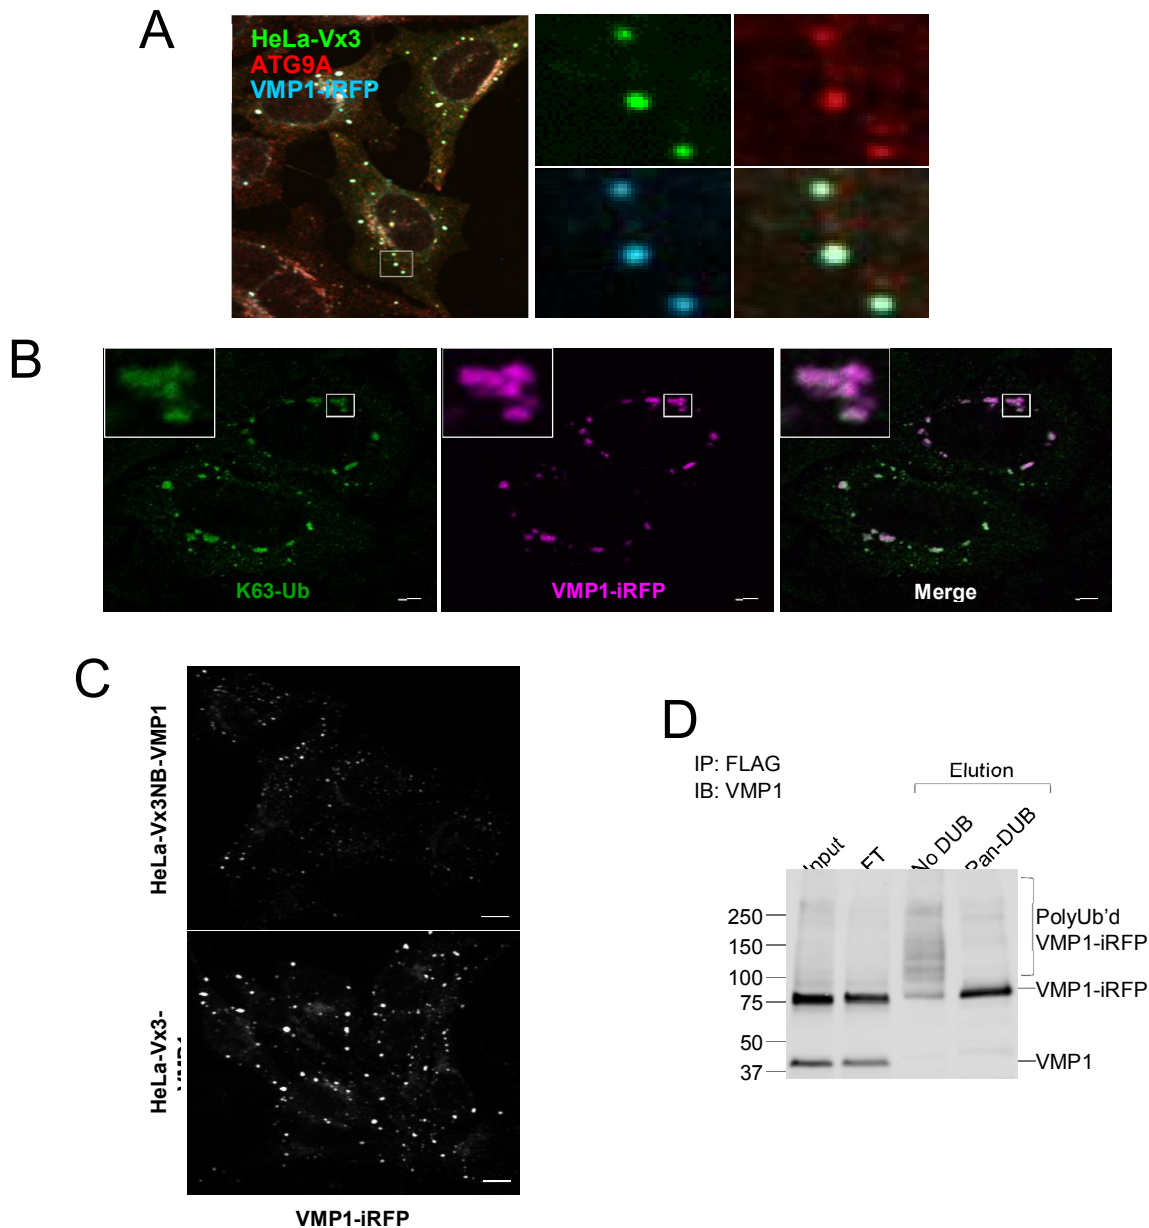 A
HeLa-Vx3
ATG9A
VMP1-iRFP
B
K63-Ub
VMP1-iRFP
Merge
C
HeLa-Vx3NB-VMP1
HeLa-Vx3-
VMP1-iRFP
D
IP: FLAG
IB: VMP1
Elution
Input
FT
No DUB
Pan-DUB
250
150
100
75
50
37
PolyUb'd
VMP1-iRFP
VMP1-iRFP
VMP1